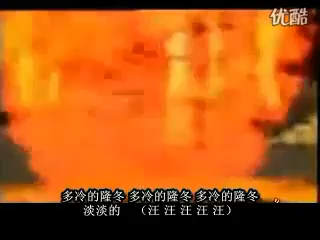 优酷
多冷的隆冬 多冷的隆冬 多冷的隆冬
淡淡的 （汪 汪 汪 汪 汪）